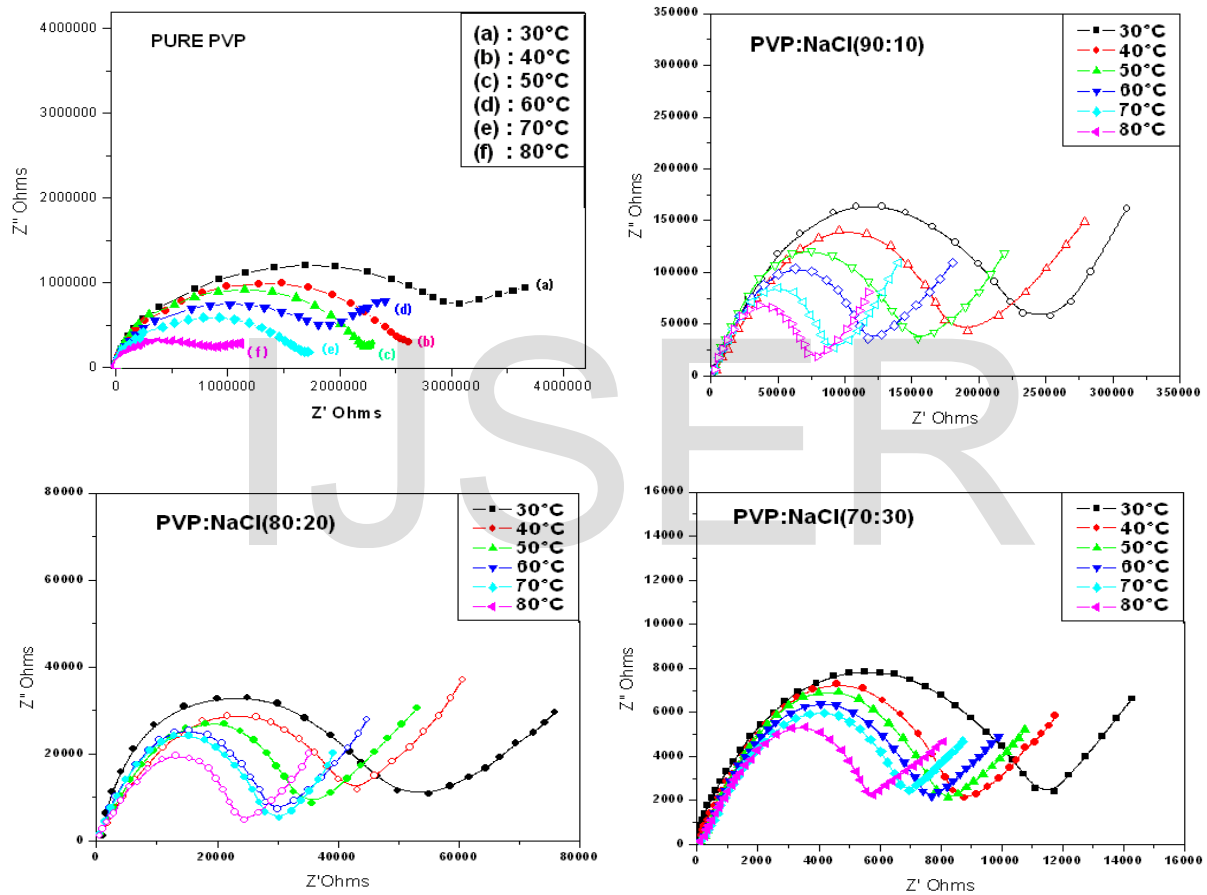 PURE PVP
(a) : 30°C
(b) : 40°C
(c) : 50°C
(d) : 60°C
(e) : 70°C
(f) : 80°C
4000000
3000000
2000000
1000000
0
Z" Ohms
(a)
(b)
(c)
(d)
(e)
(f)
0
1000000
2000000
3000000
4000000
Z' Ohms
PVP:NaCl(90:10)
30°C
40°C
50°C
60°C
70°C
80°C
350000
300000
250000
200000
150000
100000
50000
0
Z" Ohms
0
50000
100000
150000
200000
250000
300000
350000
Z' Ohms
IJSER
PVP:NaCl(80:20)
30°C
40°C
50°C
60°C
70°C
80°C
80000
60000
40000
20000
0
Z" Ohms
0
20000
40000
60000
80000
Z'Ohms
PVP:NaCl(70:30)
30°C
40°C
50°C
60°C
70°C
80°C
16000
14000
12000
10000
8000
6000
4000
2000
0
Z" Ohms
0
2000
4000
6000
8000
10000
12000
14000
16000
Z' Ohms